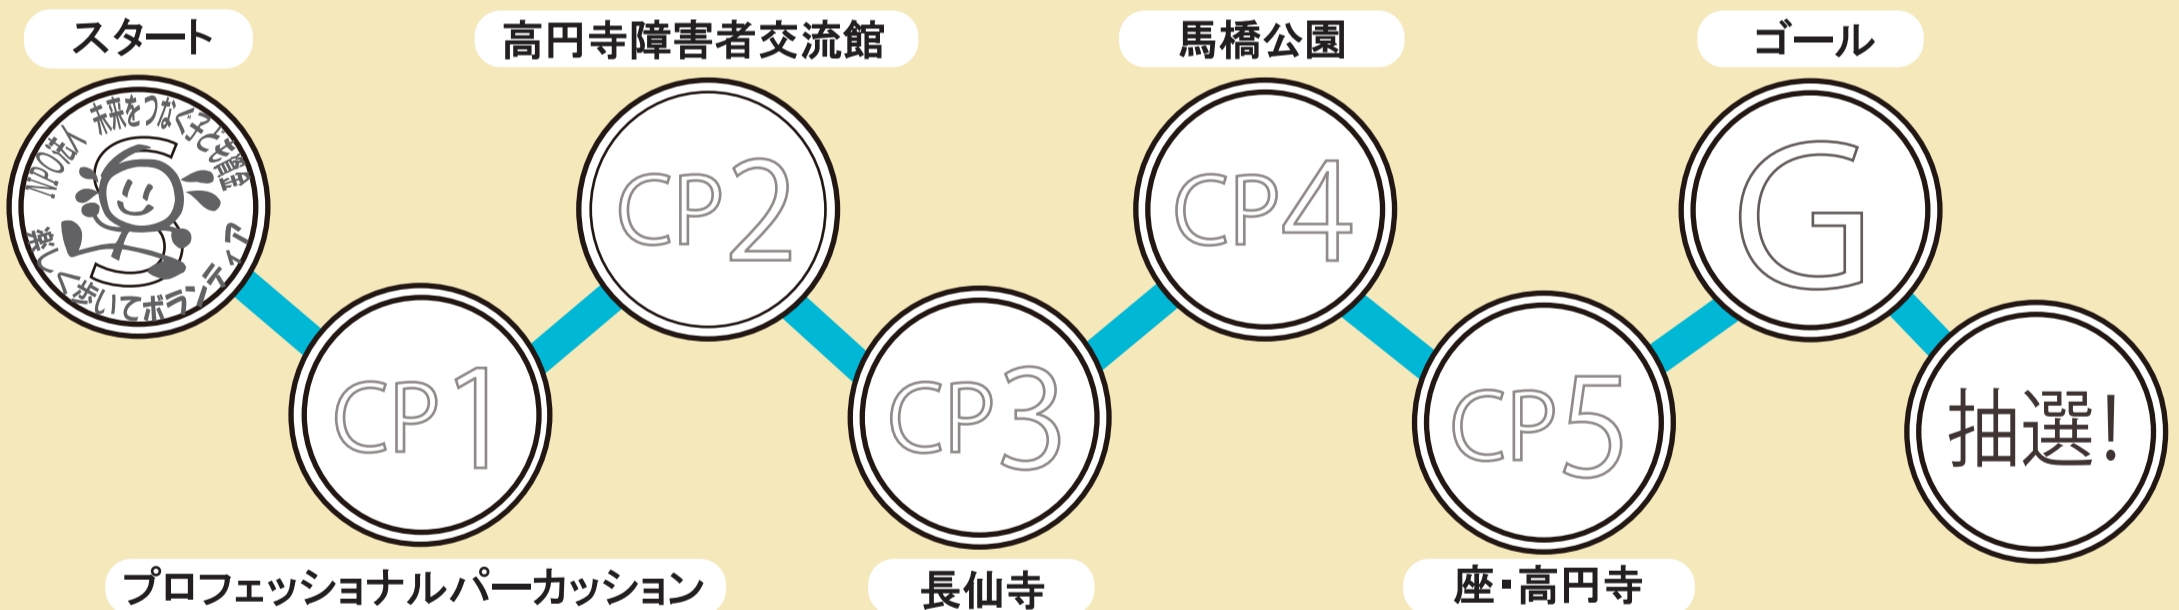 スタート
NPO法人 未来をつなぐ子ども資金
楽しく歩いてボランティア
CP1
プロフェッショナルパーカッション
高円寺障害者交流館
CP2
CP3
長仙寺
馬橋公園
CP4
CP5
座・高円寺
ゴール
G
抽選!